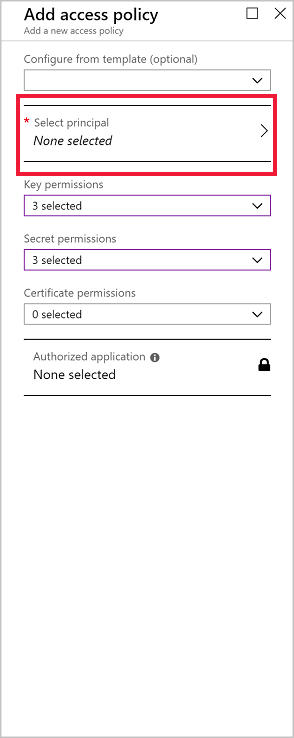 Add access policy
Add a new access policy
Configure from template (optional)
* Select principal
None selected
Key permissions
3 selected
Secret permissions
3 selected
Certificate permissions
0 selected
Authorized application
None selected